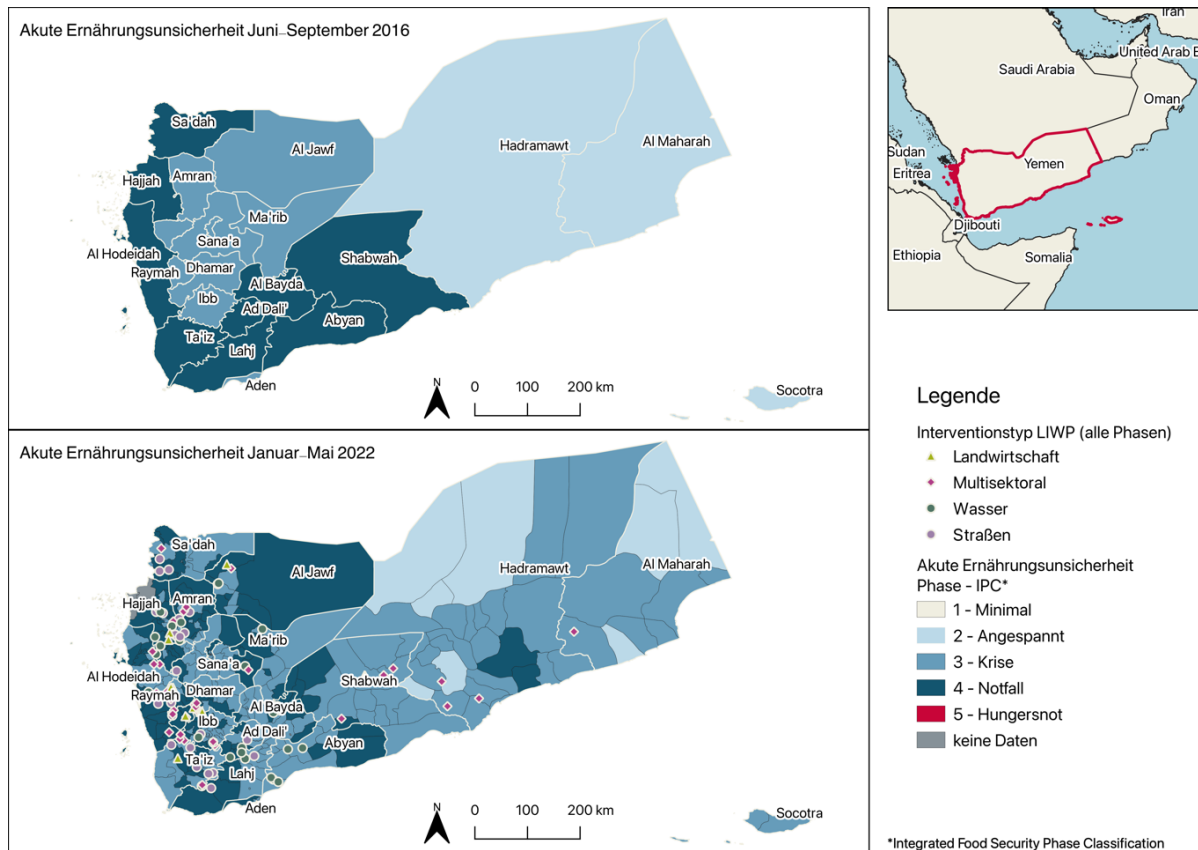 Akute Ernährungsunsicherheit Juni–September 2016
Sa'dah
Al Jawf
Hajjah
Amran
Hadramawt
Al Maharah
Ma'rib
Al Hodeidah
Sana'a
Raymah
Dhamar
Shabwah
Al Bayda
Ibb
Ad Dali'
Abyan
Ta'iz
Lahj
Aden
N
0 100 200 km
Socotra
Akute Ernährungsunsicherheit Januar–Mai 2022
Sa'dah
Al Jawf
Hajjah
Amran
Hadramawt
Al Maharah
Ma'rib
Sana'a
Al Hodeidah
Raymah
Dhamar
Shabwah
Al Bayda
Ibb
Ad Dali'
Abyan
Ta'iz
Lahj
Aden
N
0 100 200 km
Socotra
Iran
United Arab E
Saudi Arabia
Oman
Sudan
Eritrea
Yemen
Djibouti
Ethiopia
Somalia
Legende
Interventionstyp LIWP (alle Phasen)
Landwirtschaft
Multisektoral
Wasser
Straßen
Akute Ernährungsunsicherheit
Phase - IPC*
1 - Minimal
2 - Angespannt
3 - Krise
4 - Notfall
5 - Hungersnot
keine Daten
*Integrated Food Security Phase Classification